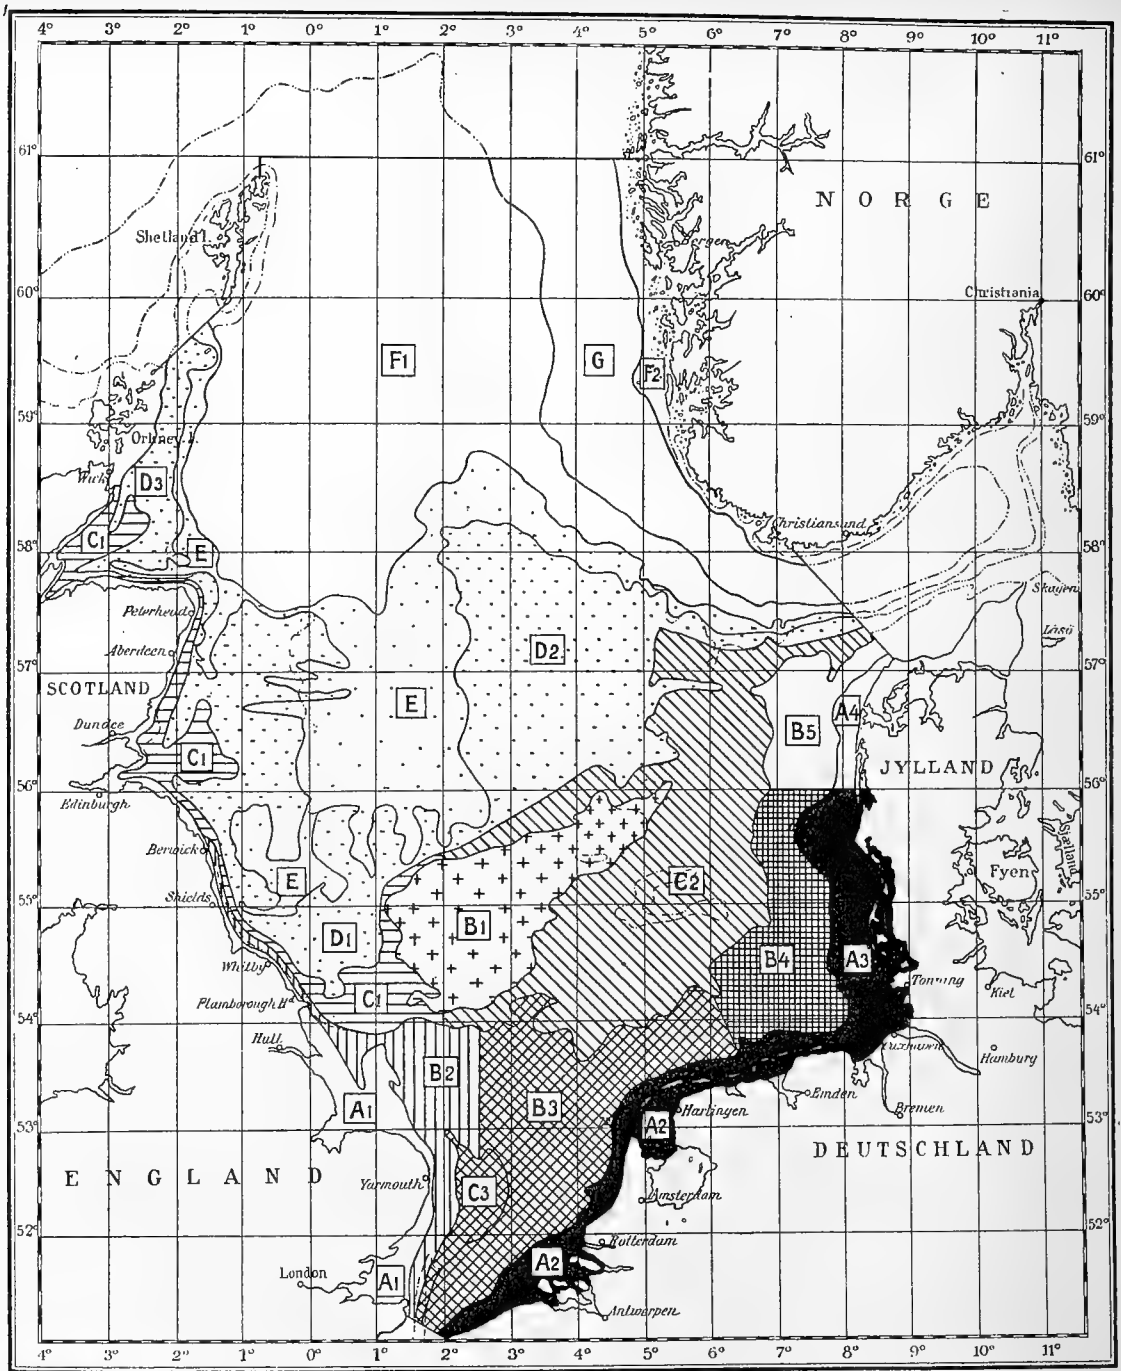 4° 3° 2° 1° 0° 1° 2° 3° 4° 5° 6° 7° 8° 9° 10° 11°
61° 61°
NORGE
Shetland I.
Bergen
60° Christiania 60°
F1 G F2
59° 59°
Orkney I.
Wick D3
Christiansund
C1 E
58° 58°
Skagen
Peterhead
Läsö
Aberdeen D2
57° 57°
SCOTLAND E A4
Dundee B5
C1 JYLLAND
56° 56°
Edinburgh
Berwick Sjælland
E C2 Fyen
Shields
55° 55°
D1 B1
B4 A3
Whitby Tonning
C1 Kiel
Flamborough Hd.
54° 54°
Hull Cuxhaven
Hamburg
B2 Emden
A1 B3 Harlingen Bremen
53° A2 53°
DEUTSCHLAND
ENGLAND Yarmouth
C3 Amsterdam
52° 52°
Rotterdam
A2
London A1
Antwerpen
4° 3° 2° 1° 0° 1° 2° 3° 4° 5° 6° 7° 8° 9° 10° 11°